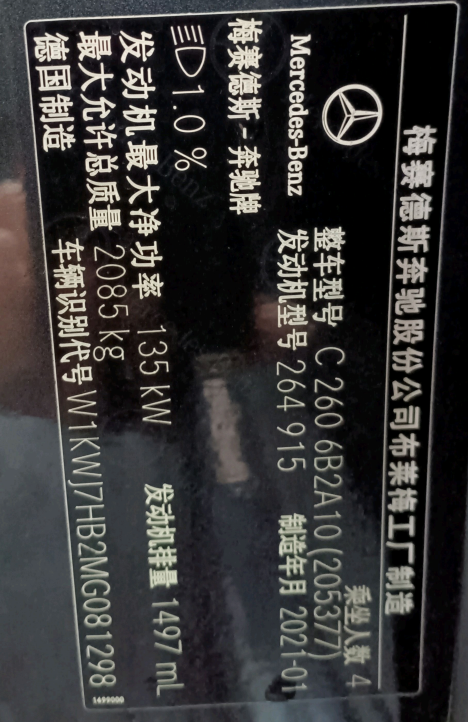 梅赛德斯奔驰股份公司布莱梅工厂制造
Mercedes-Benz
整车型号 C 260 6B2A10 (205377)
乘坐人数 4
梅赛德斯-奔驰牌
发动机型号 264 915
制造年月 2021-01
1.0 %
发动机最大净功率 135 kW
发动机排量 1497 mL
最大允许总质量 2085 kg
德国制造
车辆识别代号 W1KWJ7HB2MG081298